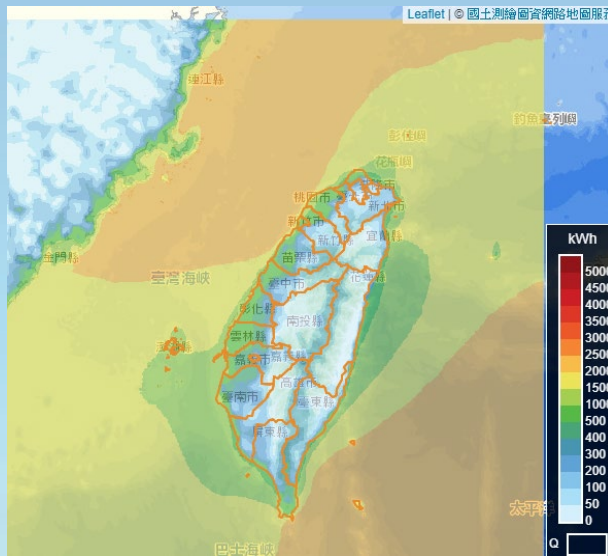 Leaflet | © 國土測繪圖資網路地圖服務
連江縣
釣魚臺列嶼
彭佳嶼
花瓶嶼
基隆市
桃園市
新北市
新竹市
宜蘭縣
新竹縣
金門縣
苗栗縣
臺灣海峽
臺中市
花蓮縣
彰化縣
南投縣
雲林縣
澎湖縣
嘉義市
嘉義縣
高雄市
臺南市
臺東縣
屏東縣
太平洋
巴士海峽
kWh
5000
4500
4000
3500
3000
2500
2000
1500
1000
500
400
300
200
100
50
0
Q